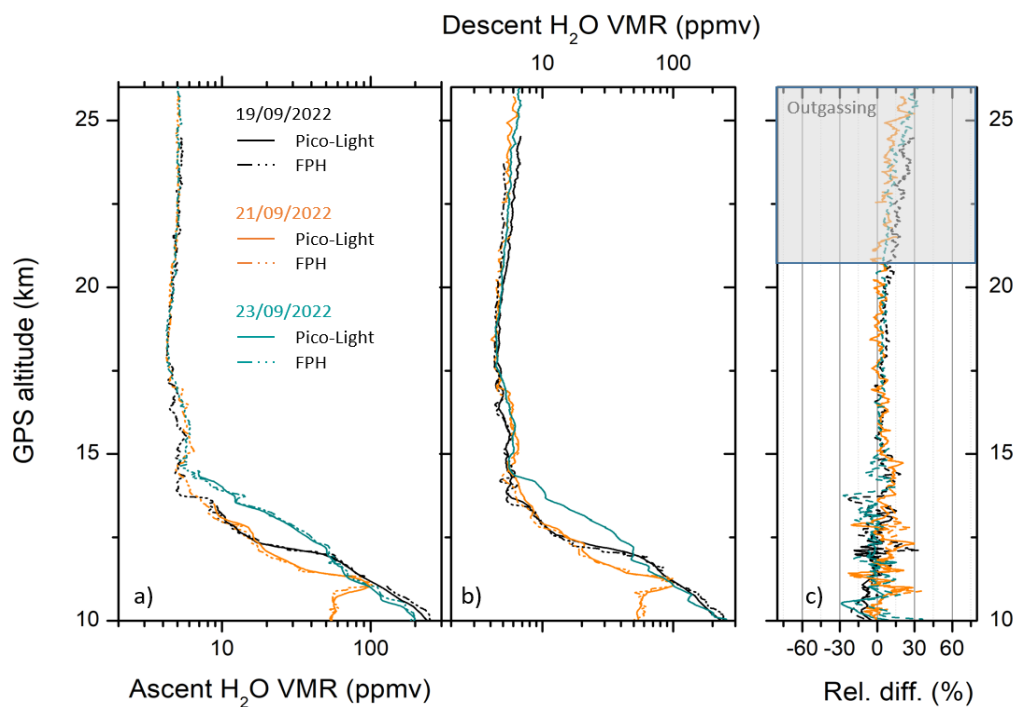 Descent H₂O VMR (ppmv)
10 100
25 25
20 20
15 15
10 10
GPS altitude (km)
19/09/2022
Pico-Light
FPH
21/09/2022
Pico-Light
FPH
23/09/2022
Pico-Light
FPH
Outgassing
a) b) c)
10 100
-60 -30 0 30 60
Ascent H₂O VMR (ppmv)
Rel. diff. (%)